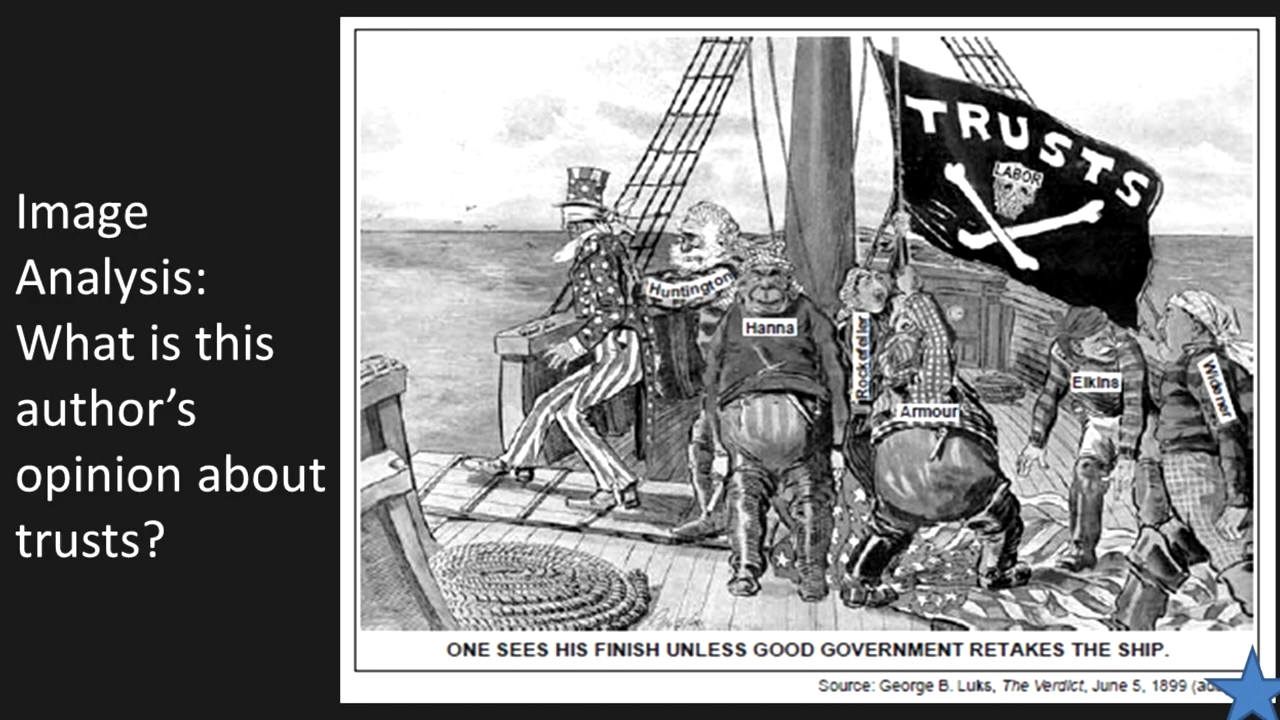 Image
Analysis:
What is this
author’s
opinion about
trusts?
TRUSTS
LABOR
Huntington
Hanna
Rockefeller
Armour
Elkins
Widener
ONE SEES HIS FINISH UNLESS GOOD GOVERNMENT RETAKES THE SHIP.
Source: George B. Luks, The Verdict, June 5, 1899